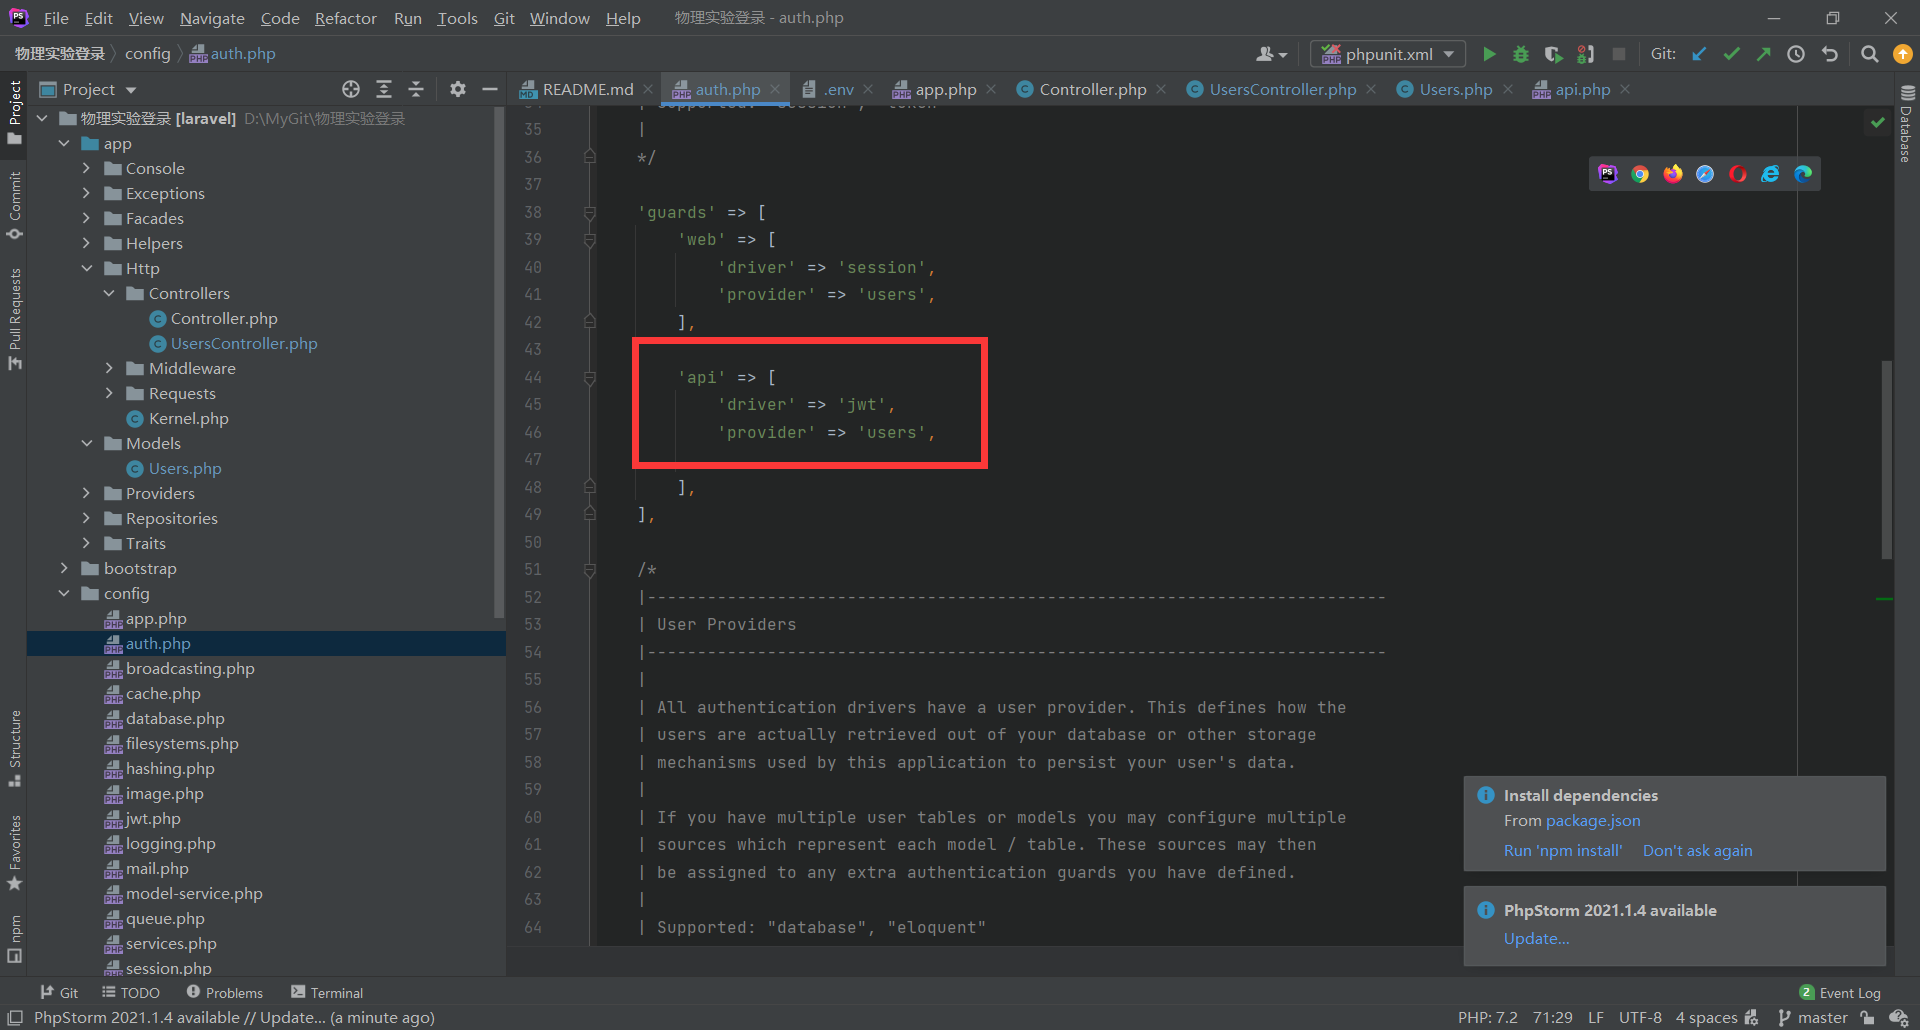 File Edit View Navigate Code Refactor Run Tools Git Window Help 物理实验登录 - auth.php
物理实验登录 config auth.php
phpunit.xml
Git:
Project
README.md
auth.php
.env
app.php
Controller.php
UsersController.php
Users.php
api.php
Project
Commit
Pull Requests
Structure
Favorites
npm
Database
物理实验登录 [laravel] D:\MyGit\物理实验登录
app
Console
Exceptions
Facades
Helpers
Http
Controllers
Controller.php
UsersController.php
Middleware
Requests
Kernel.php
Models
Users.php
Providers
Repositories
Traits
bootstrap
config
app.php
auth.php
broadcasting.php
cache.php
database.php
filesystems.php
hashing.php
image.php
jwt.php
logging.php
mail.php
model-service.php
queue.php
services.php
session.php
35 |
36 */
37
38 'guards' => [
39 'web' => [
40 'driver' => 'session',
41 'provider' => 'users',
42 ],
43
44 'api' => [
45 'driver' => 'jwt',
46 'provider' => 'users',
47
48 ],
49 ],
50
51 /*
52 |--------------------------------------------------------------------------
53 | User Providers
54 |--------------------------------------------------------------------------
55 |
56 | All authentication drivers have a user provider. This defines how the
57 | users are actually retrieved out of your database or other storage
58 | mechanisms used by this application to persist your user's data.
59 |
60 | If you have multiple user tables or models you may configure multiple
61 | sources which represent each model / table. These sources may then
62 | be assigned to any extra authentication guards you have defined.
63 |
64 | Supported: "database", "eloquent"
Install dependencies
From package.json
Run 'npm install' Don't ask again
PhpStorm 2021.1.4 available
Update...
Git TODO Problems Terminal
2 Event Log
PhpStorm 2021.1.4 available // Update... (a minute ago)
PHP: 7.2 71:29 LF UTF-8 4 spaces master